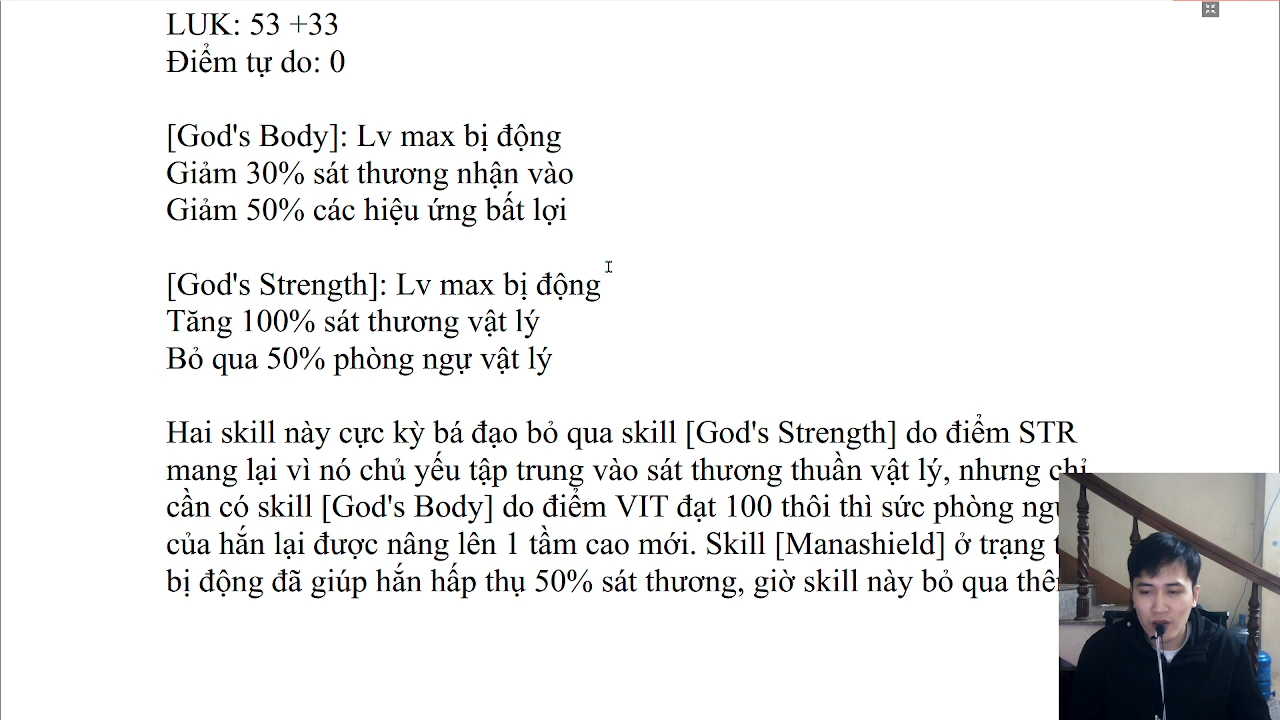 LUK: 53 +33
Điểm tự do: 0
[God's Body]: Lv max bị động
Giảm 30% sát thương nhận vào
Giảm 50% các hiệu ứng bất lợi
[God's Strength]: Lv max bị động
Tăng 100% sát thương vật lý
Bỏ qua 50% phòng ngự vật lý
Hai skill này cực kỳ bá đạo bỏ qua skill [God's Strength] do điểm STR
mang lại vì nó chủ yếu tập trung vào sát thương thuần vật lý, nhưng chỉ
cần có skill [God's Body] do điểm VIT đạt 100 thôi thì sức phòng
của hắn lại được nâng lên 1 tầm cao mới. Skill [Manashield] ở trạng
bị động đã giúp hắn hấp thụ 50% sát thương, giờ skill này bỏ qua